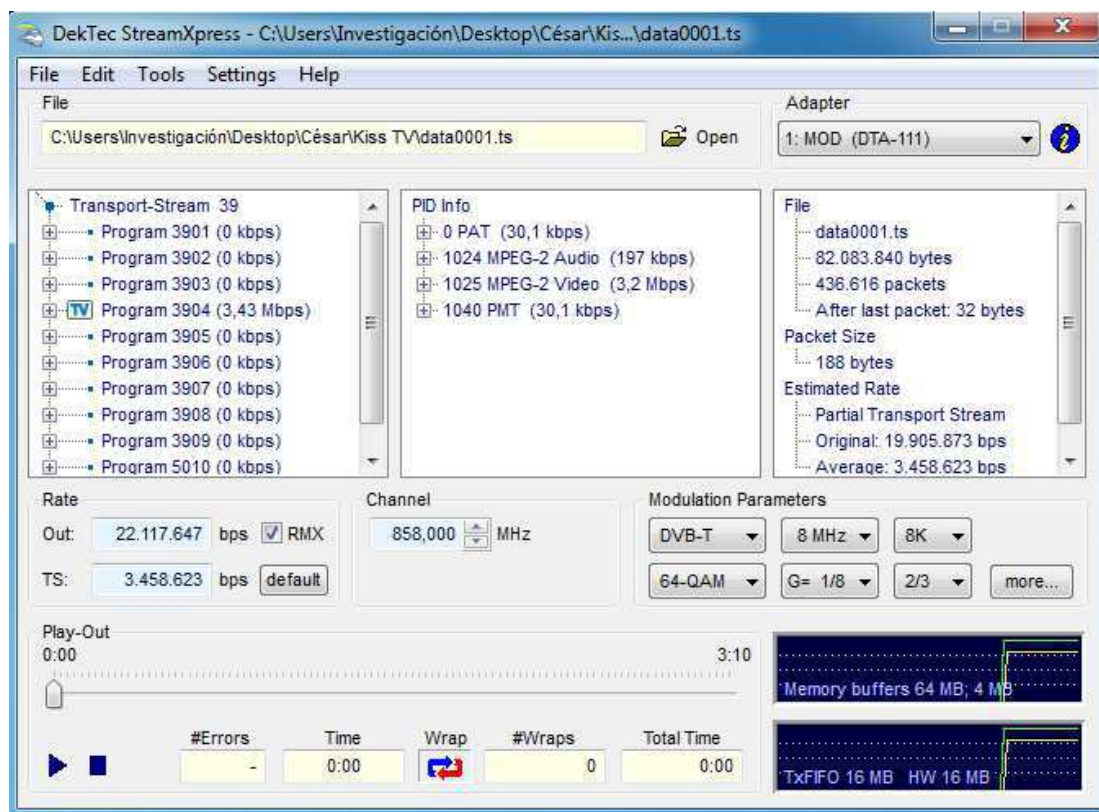 DekTec StreamXpress - C:\Users\Investigación\Desktop\César\Kis...\data0001.ts
File Edit Tools Settings Help
File
C:\Users\Investigación\Desktop\César\Kiss TV\data0001.ts
Open
Adapter
1: MOD (DTA-111)
Transport-Stream 39
Program 3901 (0 kbps)
Program 3902 (0 kbps)
Program 3903 (0 kbps)
TV Program 3904 (3,43 Mbps)
Program 3905 (0 kbps)
Program 3906 (0 kbps)
Program 3907 (0 kbps)
Program 3908 (0 kbps)
Program 3909 (0 kbps)
Program 5010 (0 kbps)
PID Info
0 PAT (30,1 kbps)
1024 MPEG-2 Audio (197 kbps)
1025 MPEG-2 Video (3,2 Mbps)
1040 PMT (30,1 kbps)
File
data0001.ts
82.083.840 bytes
436.616 packets
After last packet: 32 bytes
Packet Size
188 bytes
Estimated Rate
Partial Transport Stream
Original: 19.905.873 bps
Average: 3.458.623 bps
Rate
Out: 22.117.647 bps RMX
TS: 3.458.623 bps default
Channel
858,000 MHz
Modulation Parameters
DVB-T 8 MHz 8K
64-QAM G= 1/8 2/3 more...
Play-Out
0:00 3:10
#Errors Time Wrap #Wraps Total Time
- 0:00 0 0:00
Memory buffers 64 MB; 4 MB
TxFIFO 16 MB HW 16 MB